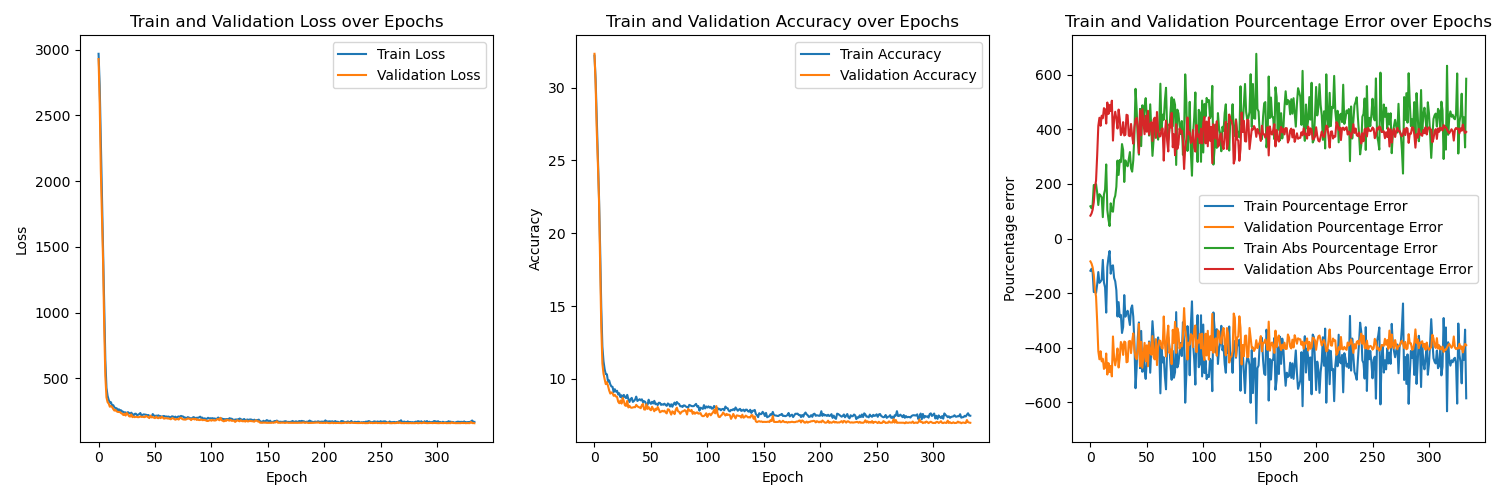 Train and Validation Loss over Epochs
3000
2500
2000
1500
1000
500
0
50
100
150
200
250
300
Loss
Epoch
Train Loss
Validation Loss
Train and Validation Accuracy over Epochs
30
25
20
15
10
0
50
100
150
200
250
300
Accuracy
Epoch
Train Accuracy
Validation Accuracy
Train and Validation Pourcentage Error over Epochs
600
400
200
0
−200
−400
−600
0
50
100
150
200
250
300
Pourcentage error
Epoch
Train Pourcentage Error
Validation Pourcentage Error
Train Abs Pourcentage Error
Validation Abs Pourcentage Error